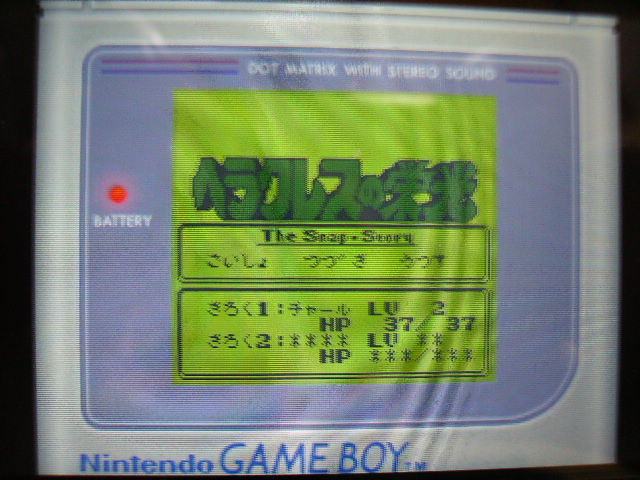 DOT MATRIX WITH STEREO SOUND
BATTERY
ヘラクレスの栄光
The Snap-Story
さいしょ つづき うつす
きろく1:チャール LV 2
HP 37/37
きろく2:**** LV **
HP ***/***
Nintendo GAME BOY TM